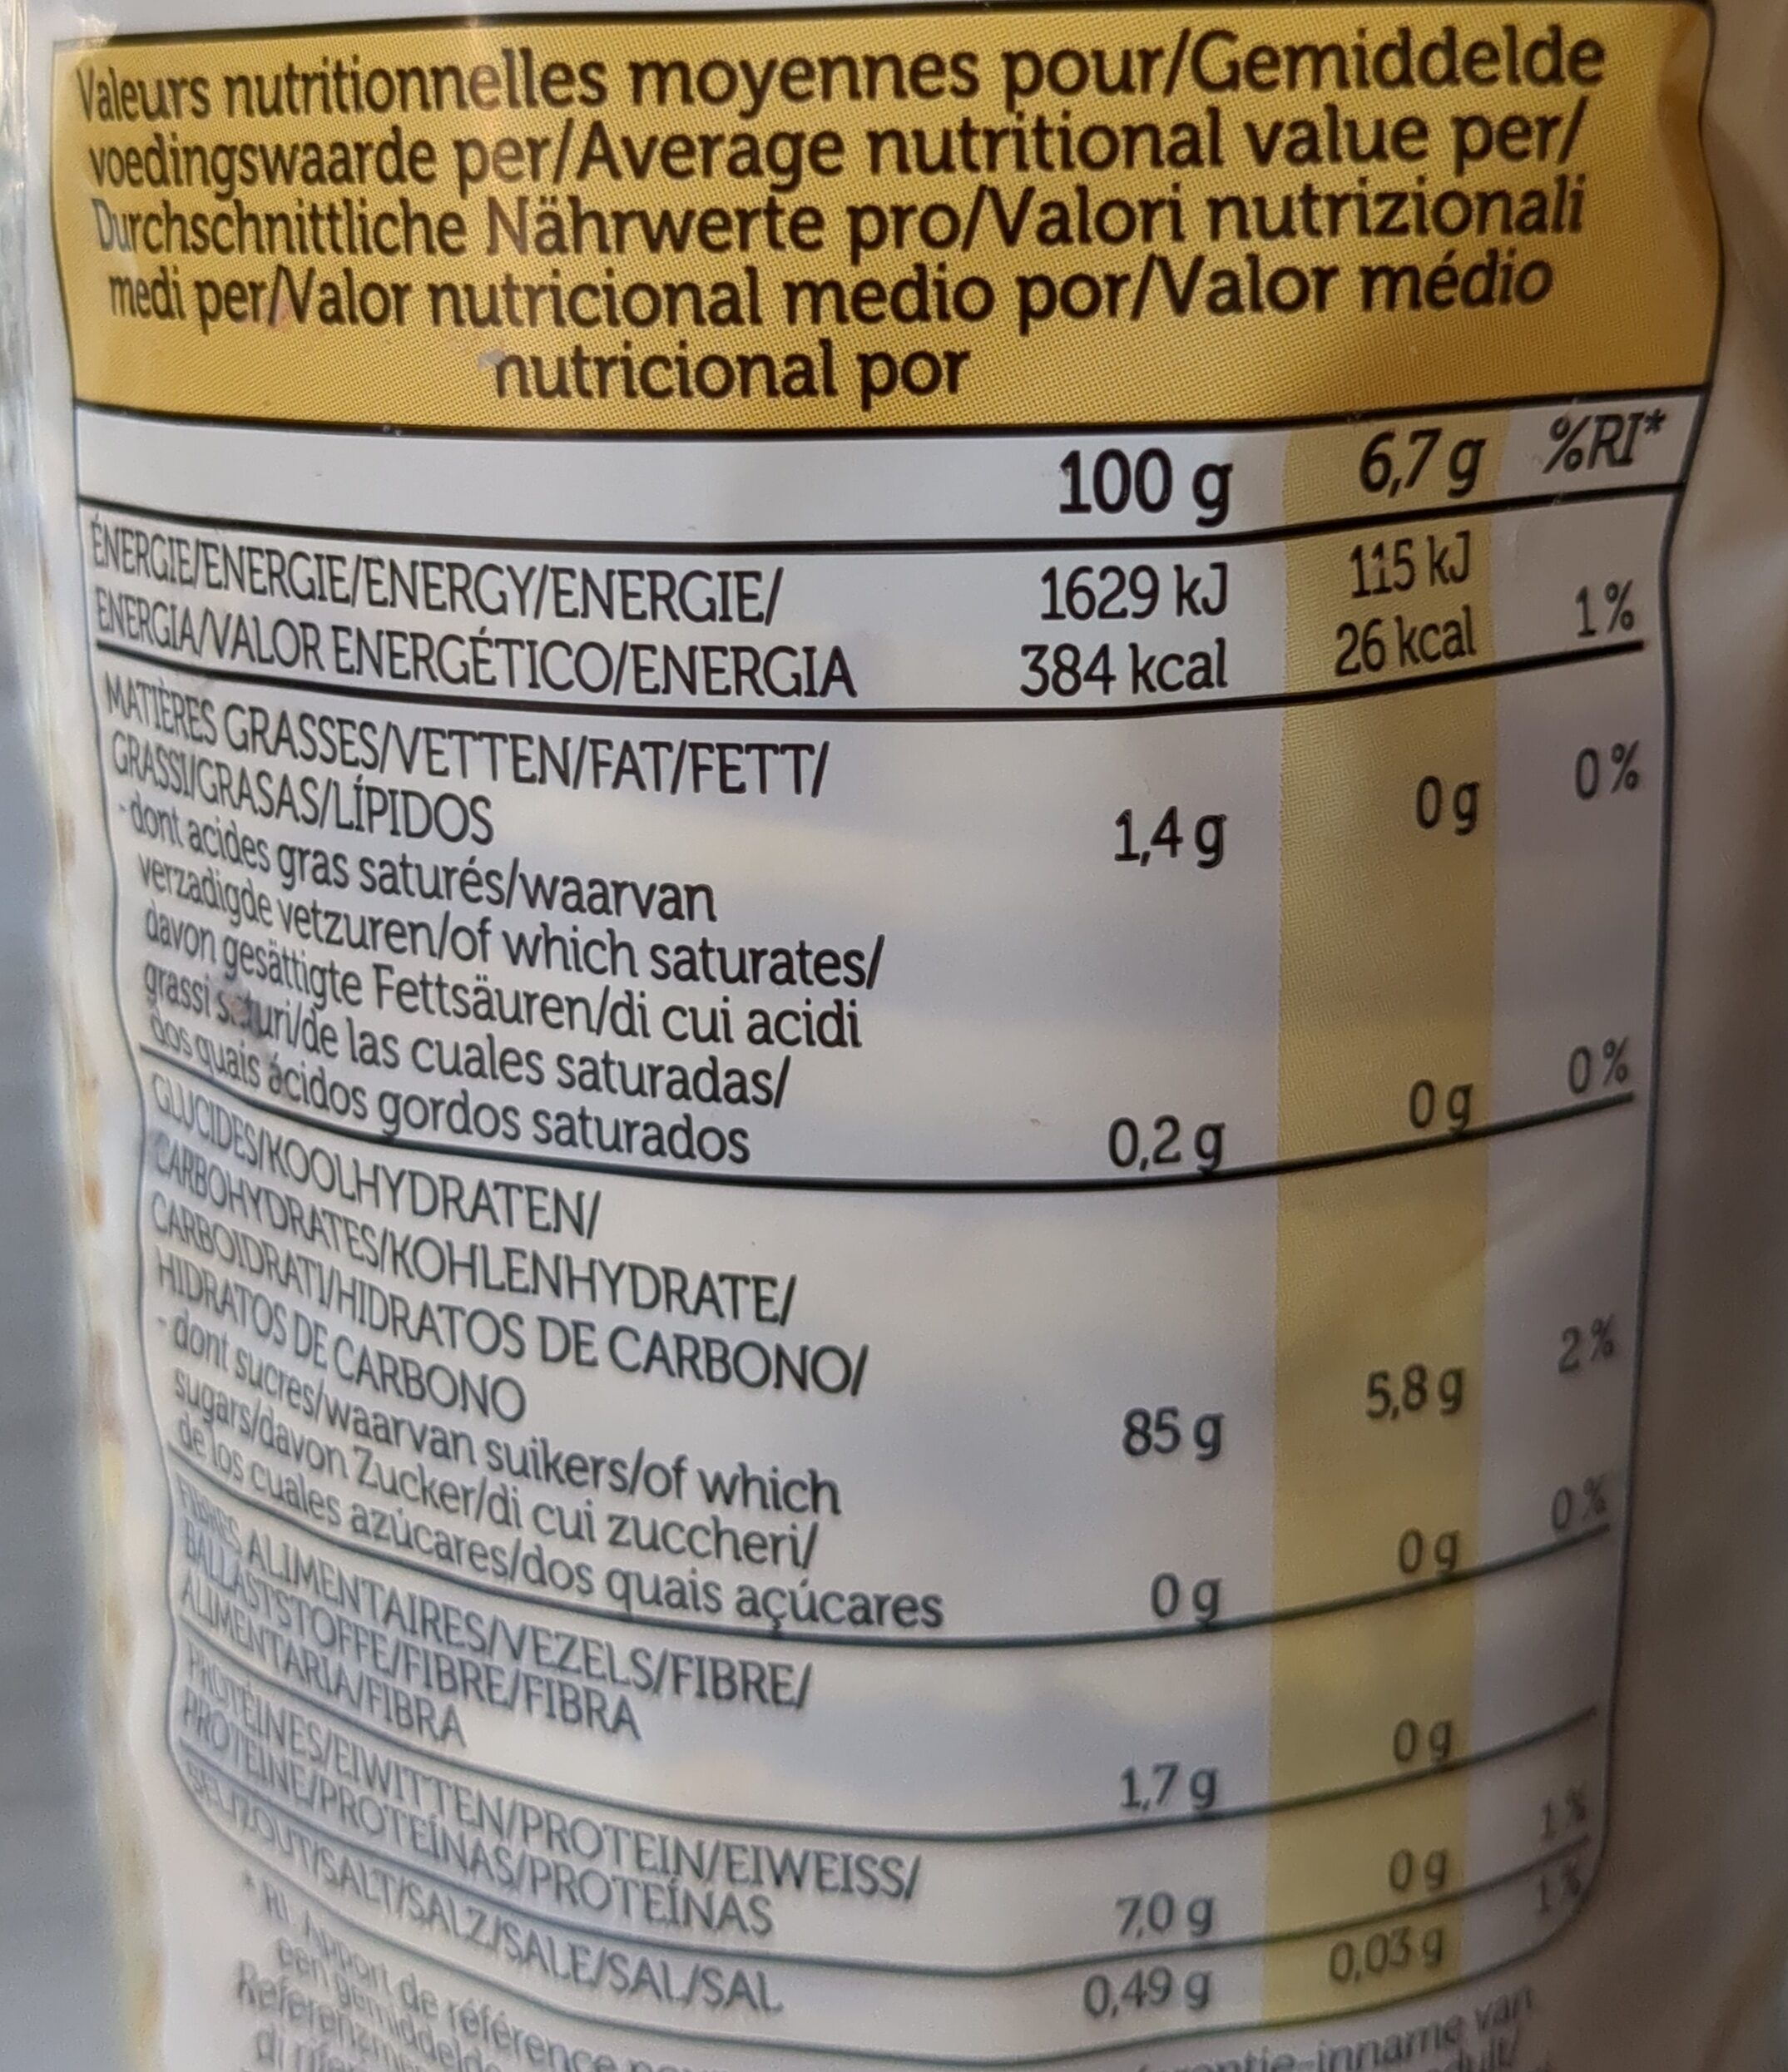 Valeurs nutritionnelles moyennes pour/Gemiddelde
voedingswaarde per/Average nutritional value per/
Durchschnittliche Nährwerte pro/Valori nutrizionali
medi per/Valor nutricional medio por/Valor médio
nutricional por
100 g 6,7 g %RI*
ÉNERGIE/ENERGIE/ENERGY/ENERGIE/ 1629 kJ 115 kJ
ENERGIA/VALOR ENERGÉTICO/ENERGIA 384 kcal 26 kcal 1%
MATIÈRES GRASSES/VETTEN/FAT/FETT/
GRASSI/GRASAS/LÍPIDOS 1,4 g 0 g 0%
- dont acides gras saturés/waarvan
verzadigde vetzuren/of which saturates/
davon gesättigte Fettsäuren/di cui acidi
grassi saturi/de las cuales saturadas/
dos quais ácidos gordos saturados 0,2 g 0 g 0%
GLUCIDES/KOOLHYDRATEN/
CARBOHYDRATES/KOHLENHYDRATE/
CARBOIDRATI/HIDRATOS DE CARBONO/
HIDRATOS DE CARBONO 85 g 5,8 g 2%
- dont sucres/waarvan suikers/of which
sugars/davon Zucker/di cui zuccheri/
de los cuales azúcares/dos quais açúcares 0 g 0 g 0%
FIBRES ALIMENTAIRES/VEZELS/FIBRE/
BALLASTSTOFFE/FIBRE/FIBRA
ALIMENTARIA/FIBRA 1,7 g 0 g
PROTÉINES/EIWITTEN/PROTEIN/EIWEISS/
PROTEINE/PROTEÍNAS/PROTEÍNAS 7,0 g 0 g 1%
SEL/ZOUT/SALT/SALZ/SALE/SAL/SAL 0,49 g 0,03 g 1%
* RI Apport de référence
een gemiddelde